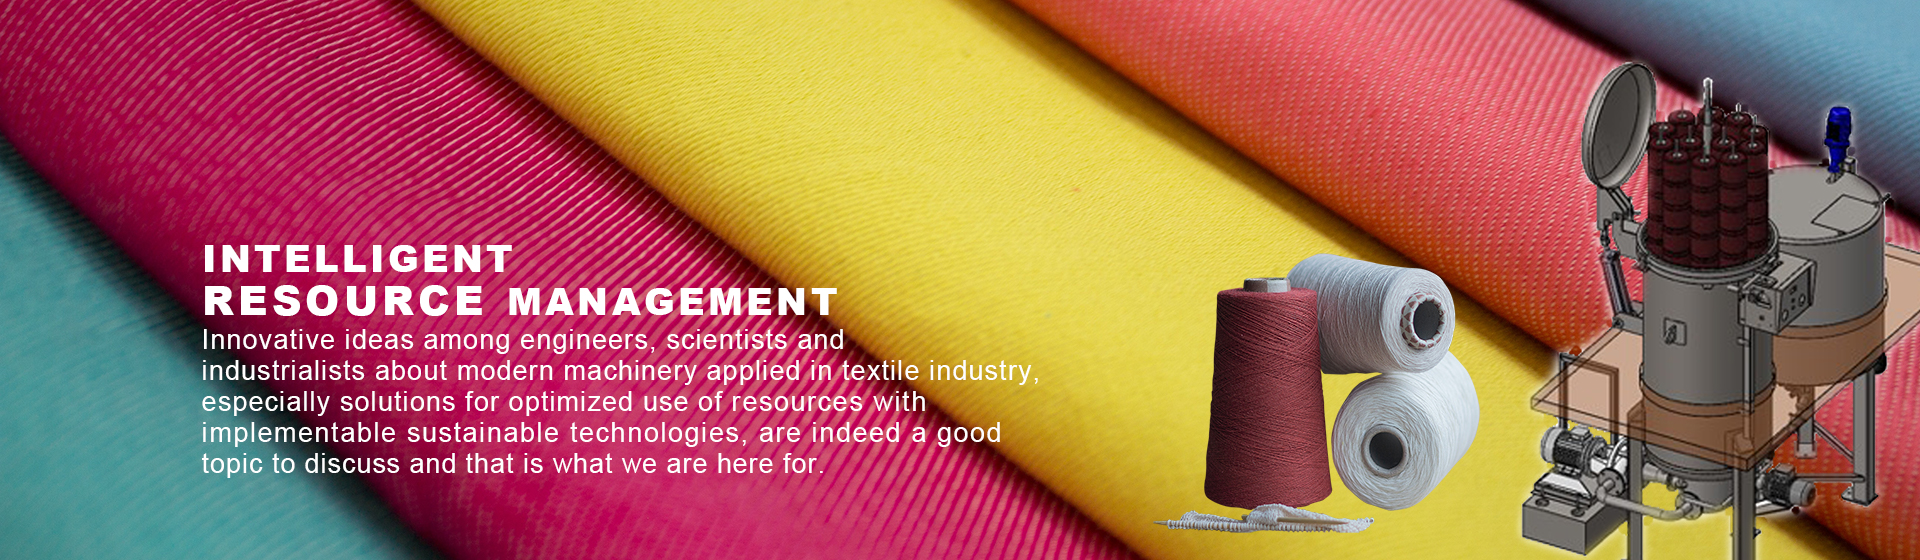 INTELLIGENT
RESOURCE MANAGEMENT
Innovative ideas among engineers, scientists and
industrialists about modern machinery applied in textile industry,
especially solutions for optimized use of resources with
implementable sustainable technologies, are indeed a good
topic to discuss and that is what we are here for.